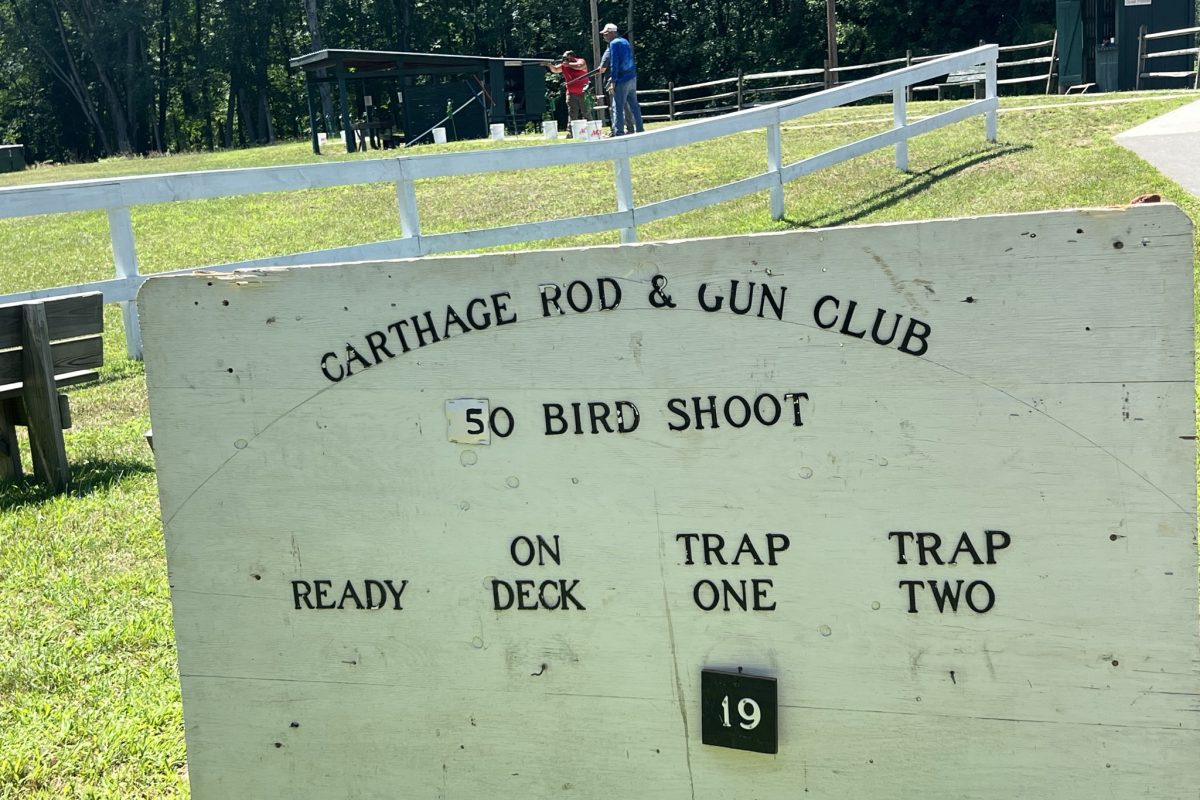 CARTHAGE ROD & GUN CLUB
50 BIRD SHOOT
READY
ON
DECK
TRAP
ONE
TRAP
TWO
19